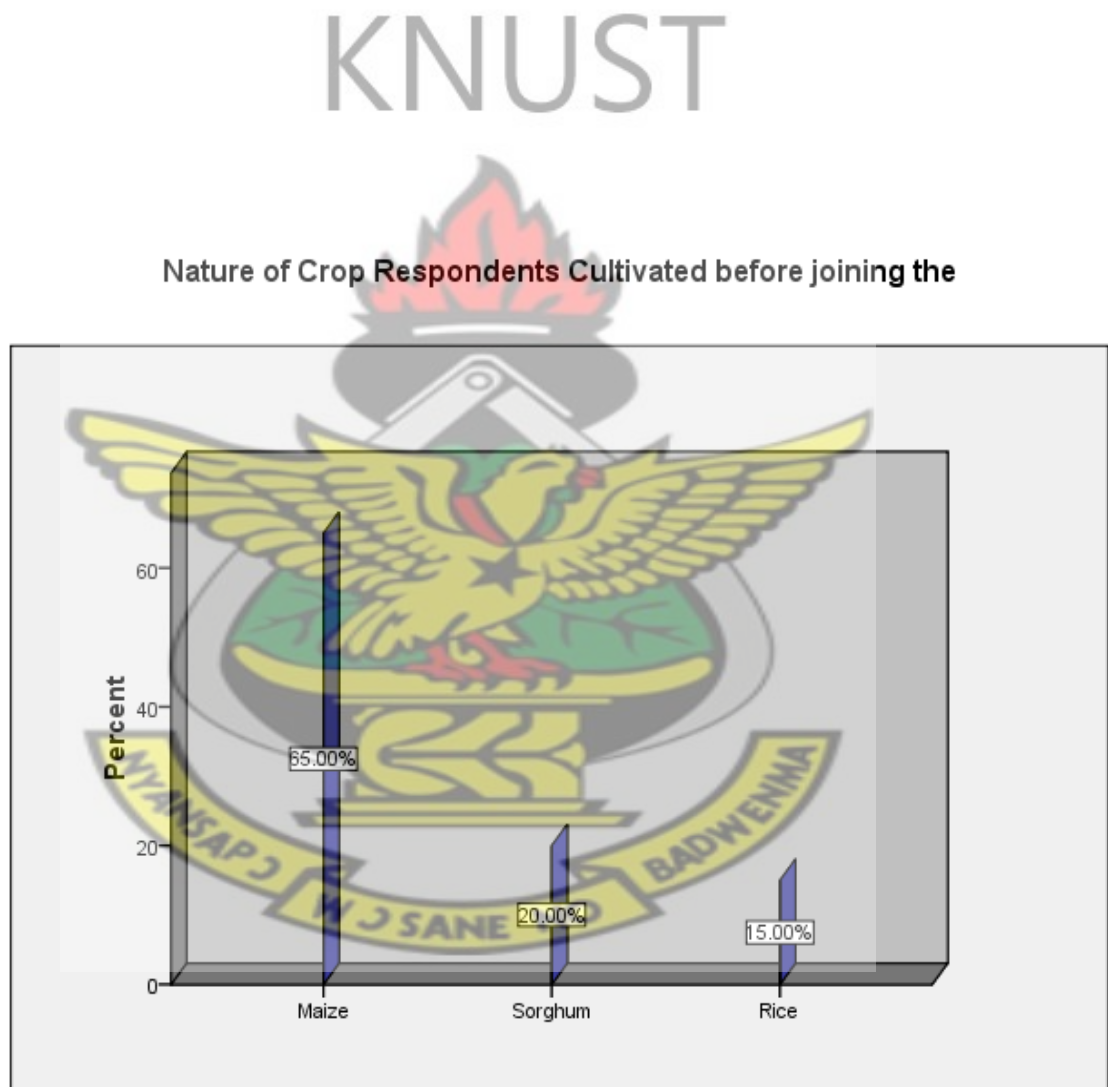 KNUST
Nature of Crop Respondents Cultivated before joining the
Percent
60
40
20
0
65.00%
20.00%
15.00%
Maize
Sorghum
Rice
NYANSAPƆ
WƆSANE
BADWENMA